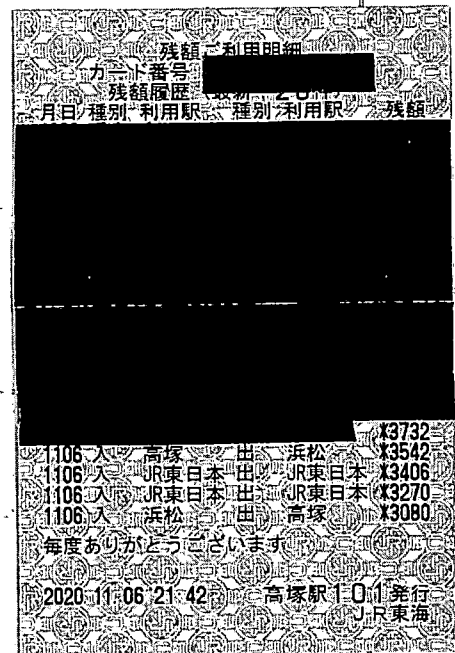 残額ご利用明細
カード番号
残額履歴 最新 20件
月日 種別 利用駅 種別 利用駅 残額
¥3732
1106 入 高塚 出 浜松 ¥3542
1106 入 JR東日本 出 JR東日本 ¥3406
1106 入 JR東日本 出 JR東日本 ¥3270
1106 入 浜松 出 高塚 ¥3080
毎度ありがとうございます
2020.11.06 21:42 高塚駅101発行
JR東海